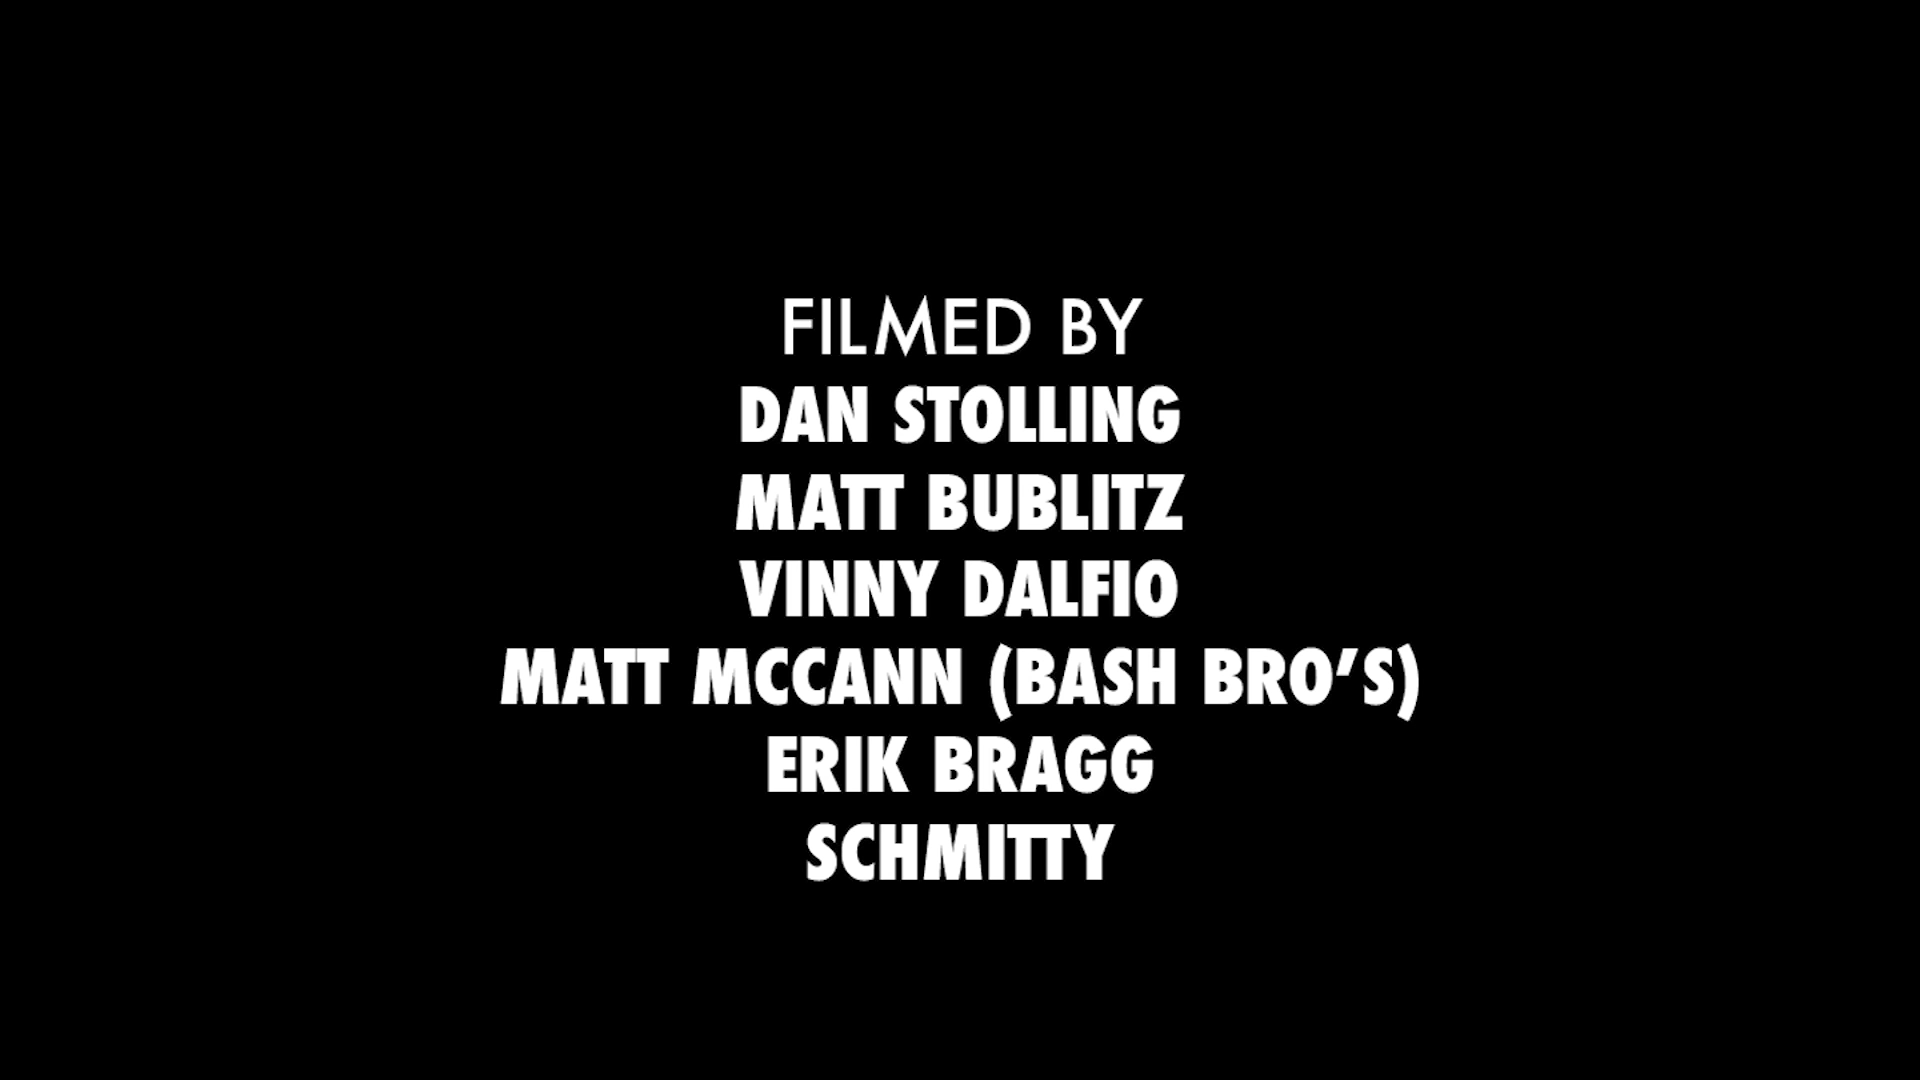 FILMED BY
DAN STOLLING
MATT BUBLITZ
VINNY DALFIO
MATT MCCANN (BASH BRO’S)
ERIK BRAGG
SCHMITTY